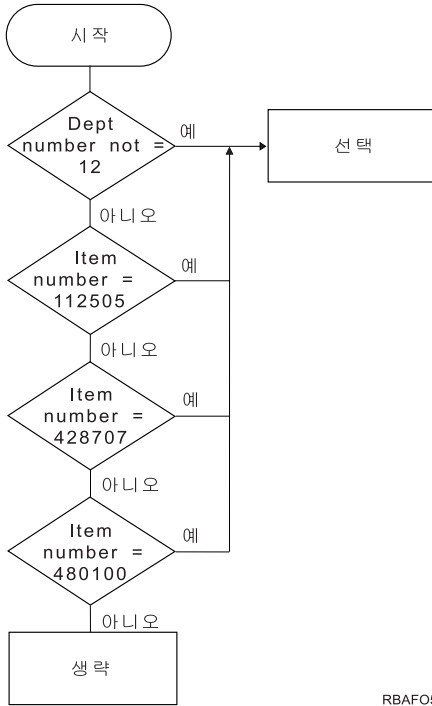 시작
Dept
number not =
12
예
선택
아니오
Item
number =
112505
예
아니오
Item
number =
428707
예
아니오
Item
number =
480100
예
아니오
생략
RBAFO5